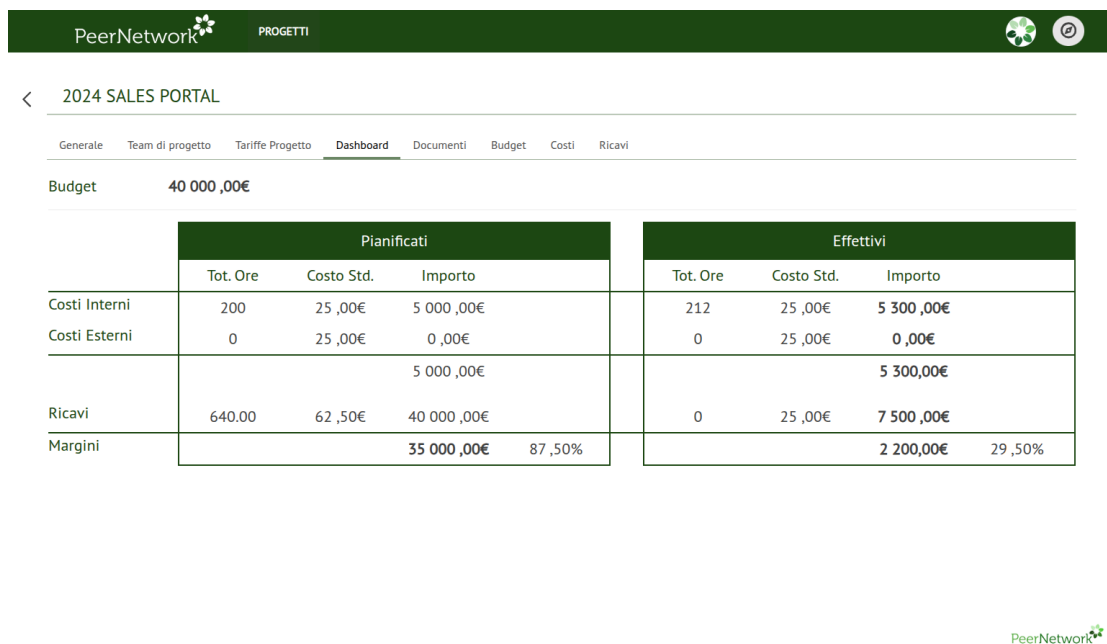 PeerNetwork PROGETTI
2024 SALES PORTAL
Generale Team di progetto Tariffe Progetto Dashboard Documenti Budget Costi Ricavi
Budget 40 000 ,00€
Pianificati Effettivi
Tot. Ore Costo Std. Importo Tot. Ore Costo Std. Importo
Costi Interni 200 25 ,00€ 5 000 ,00€ 212 25 ,00€ 5 300 ,00€
Costi Esterni 0 25 ,00€ 0 ,00€ 0 25 ,00€ 0 ,00€
5 000 ,00€ 5 300,00€
Ricavi 640.00 62 ,50€ 40 000 ,00€ 0 25 ,00€ 7 500 ,00€
Margini 35 000 ,00€ 87 ,50% 2 200,00€ 29 ,50%
PeerNetwork